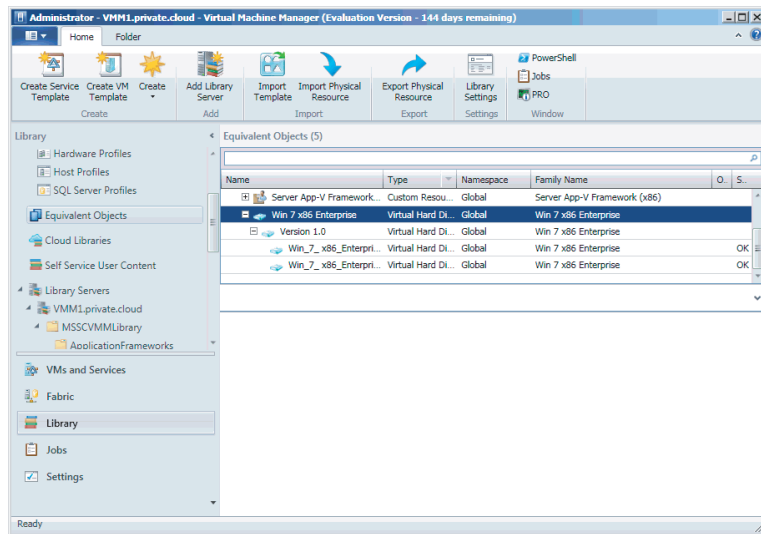 Administrator - VMM1.private.cloud - Virtual Machine Manager (Evaluation Version - 144 days remaining)
Home Folder
Create Service Template Create VM Template Create Add Library Server Import Template Import Physical Resource Export Physical Resource Library Settings PowerShell Jobs PRO
Create Add Import Export Settings Window
Library
Hardware Profiles
Host Profiles
SQL Server Profiles
Equivalent Objects
Cloud Libraries
Self Service User Content
Library Servers
VMM1.private.cloud
MSSCVMMLibrary
ApplicationFrameworks
VMs and Services
Fabric
Library
Jobs
Settings
Equivalent Objects (5)
Name Type Namespace Family Name O.. S...
Server App-V Framework... Custom Resou... Global Server App-V Framework (x86)
Win 7 x86 Enterprise Virtual Hard Di... Global Win 7 x86 Enterprise
Version 1.0 Virtual Hard Di... Global Win 7 x86 Enterprise
Win_7_ x86_Enterpri... Virtual Hard Di... Global Win 7 x86 Enterprise OK
Win_7_ x86_Enterpri... Virtual Hard Di... Global Win 7 x86 Enterprise OK
Ready